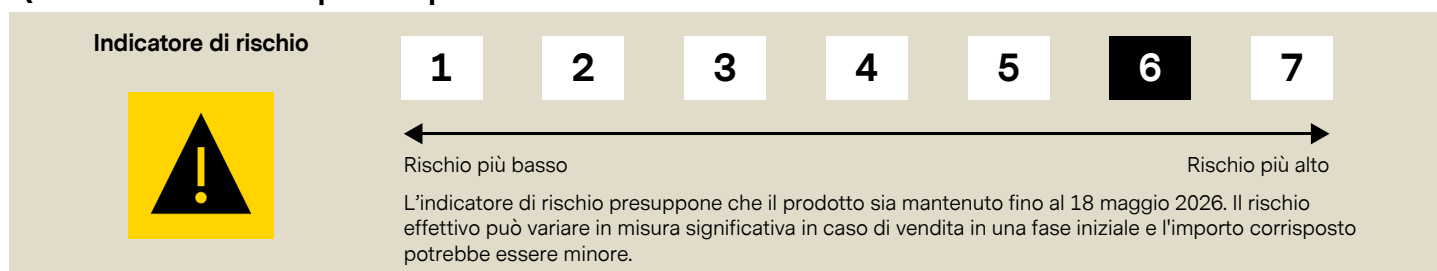 Indicatore di rischio
1 2 3 4 5 6 7
Rischio più basso Rischio più alto
L'indicatore di rischio presuppone che il prodotto sia mantenuto fino al 18 maggio 2026. Il rischio
effettivo può variare in misura significativa in caso di vendita in una fase iniziale e l'importo corrisposto
potrebbe essere minore.